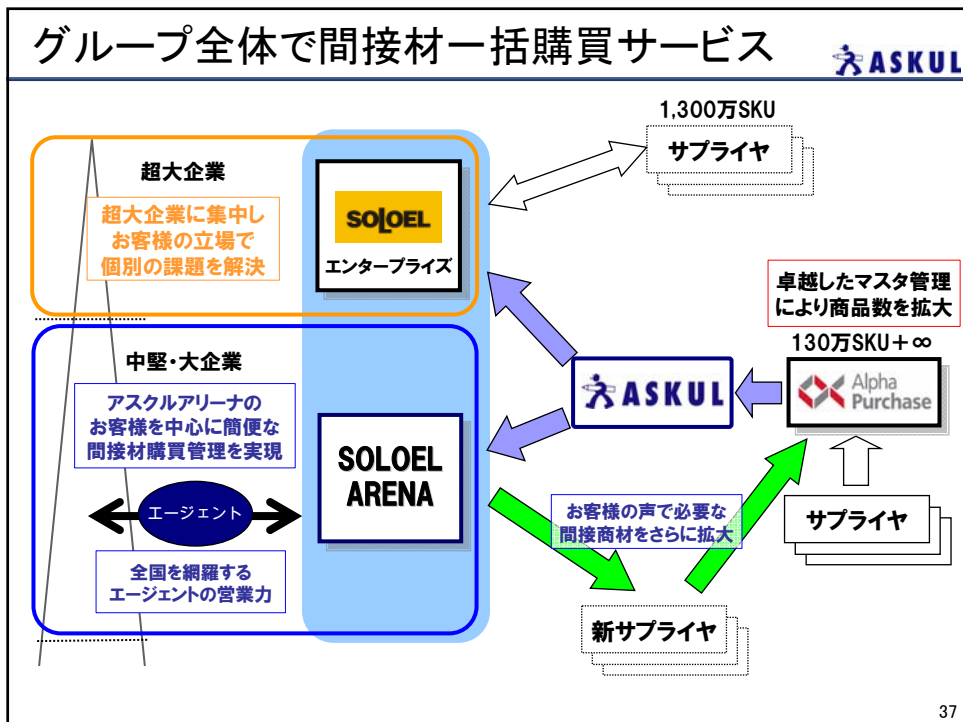 グループ全体で間接材一括購買サービス
ASKUL
1,300万SKU
サプライヤ
超大企業
超大企業に集中し
お客様の立場で
個別の課題を解決
SOLOEL
エンタープライズ
卓越したマスタ管理
により商品数を拡大
130万SKU+∞
中堅・大企業
アスクルアリーナの
お客様を中心に簡便な
間接材購買管理を実現
ASKUL
Alpha
Purchase
SOLOEL
ARENA
エージェント
お客様の声で必要な
間接商材をさらに拡大
サプライヤ
全国を網羅する
エージェントの営業力
新サプライヤ
37